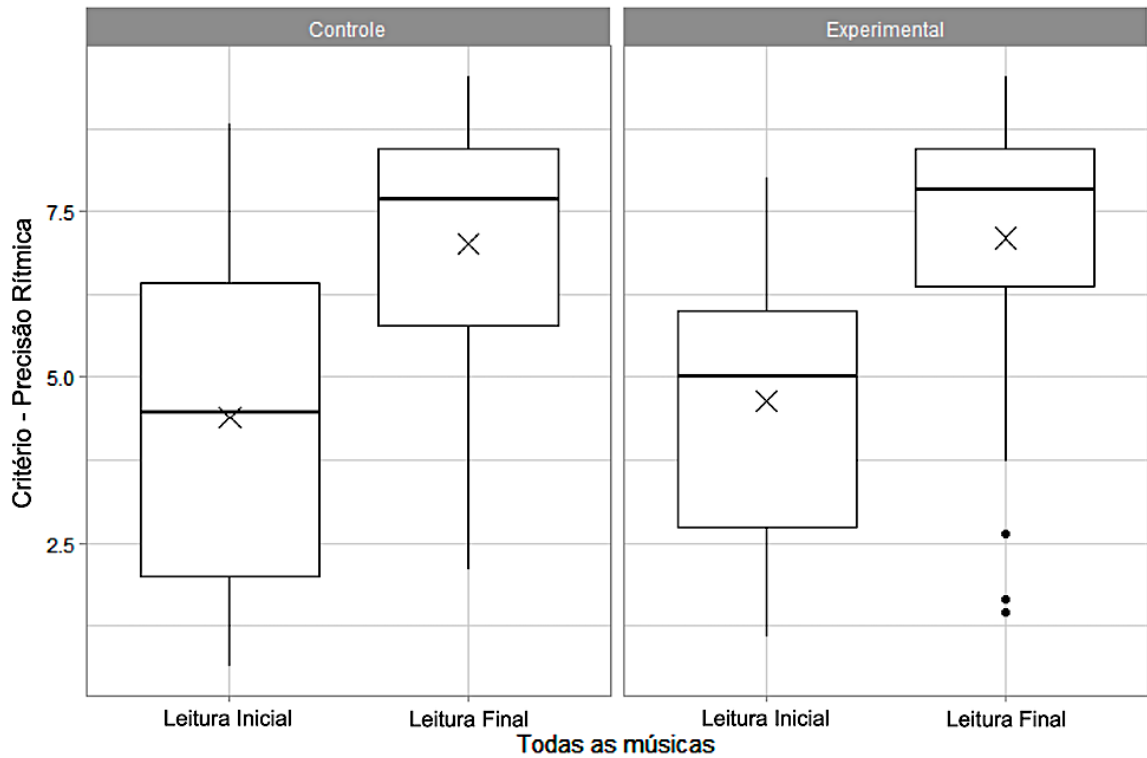 Controle
Experimental
Critério - Precisão Rítmica
7.5
5.0
2.5
Leitura Inicial
Leitura Final
Leitura Inicial
Leitura Final
Todas as músicas